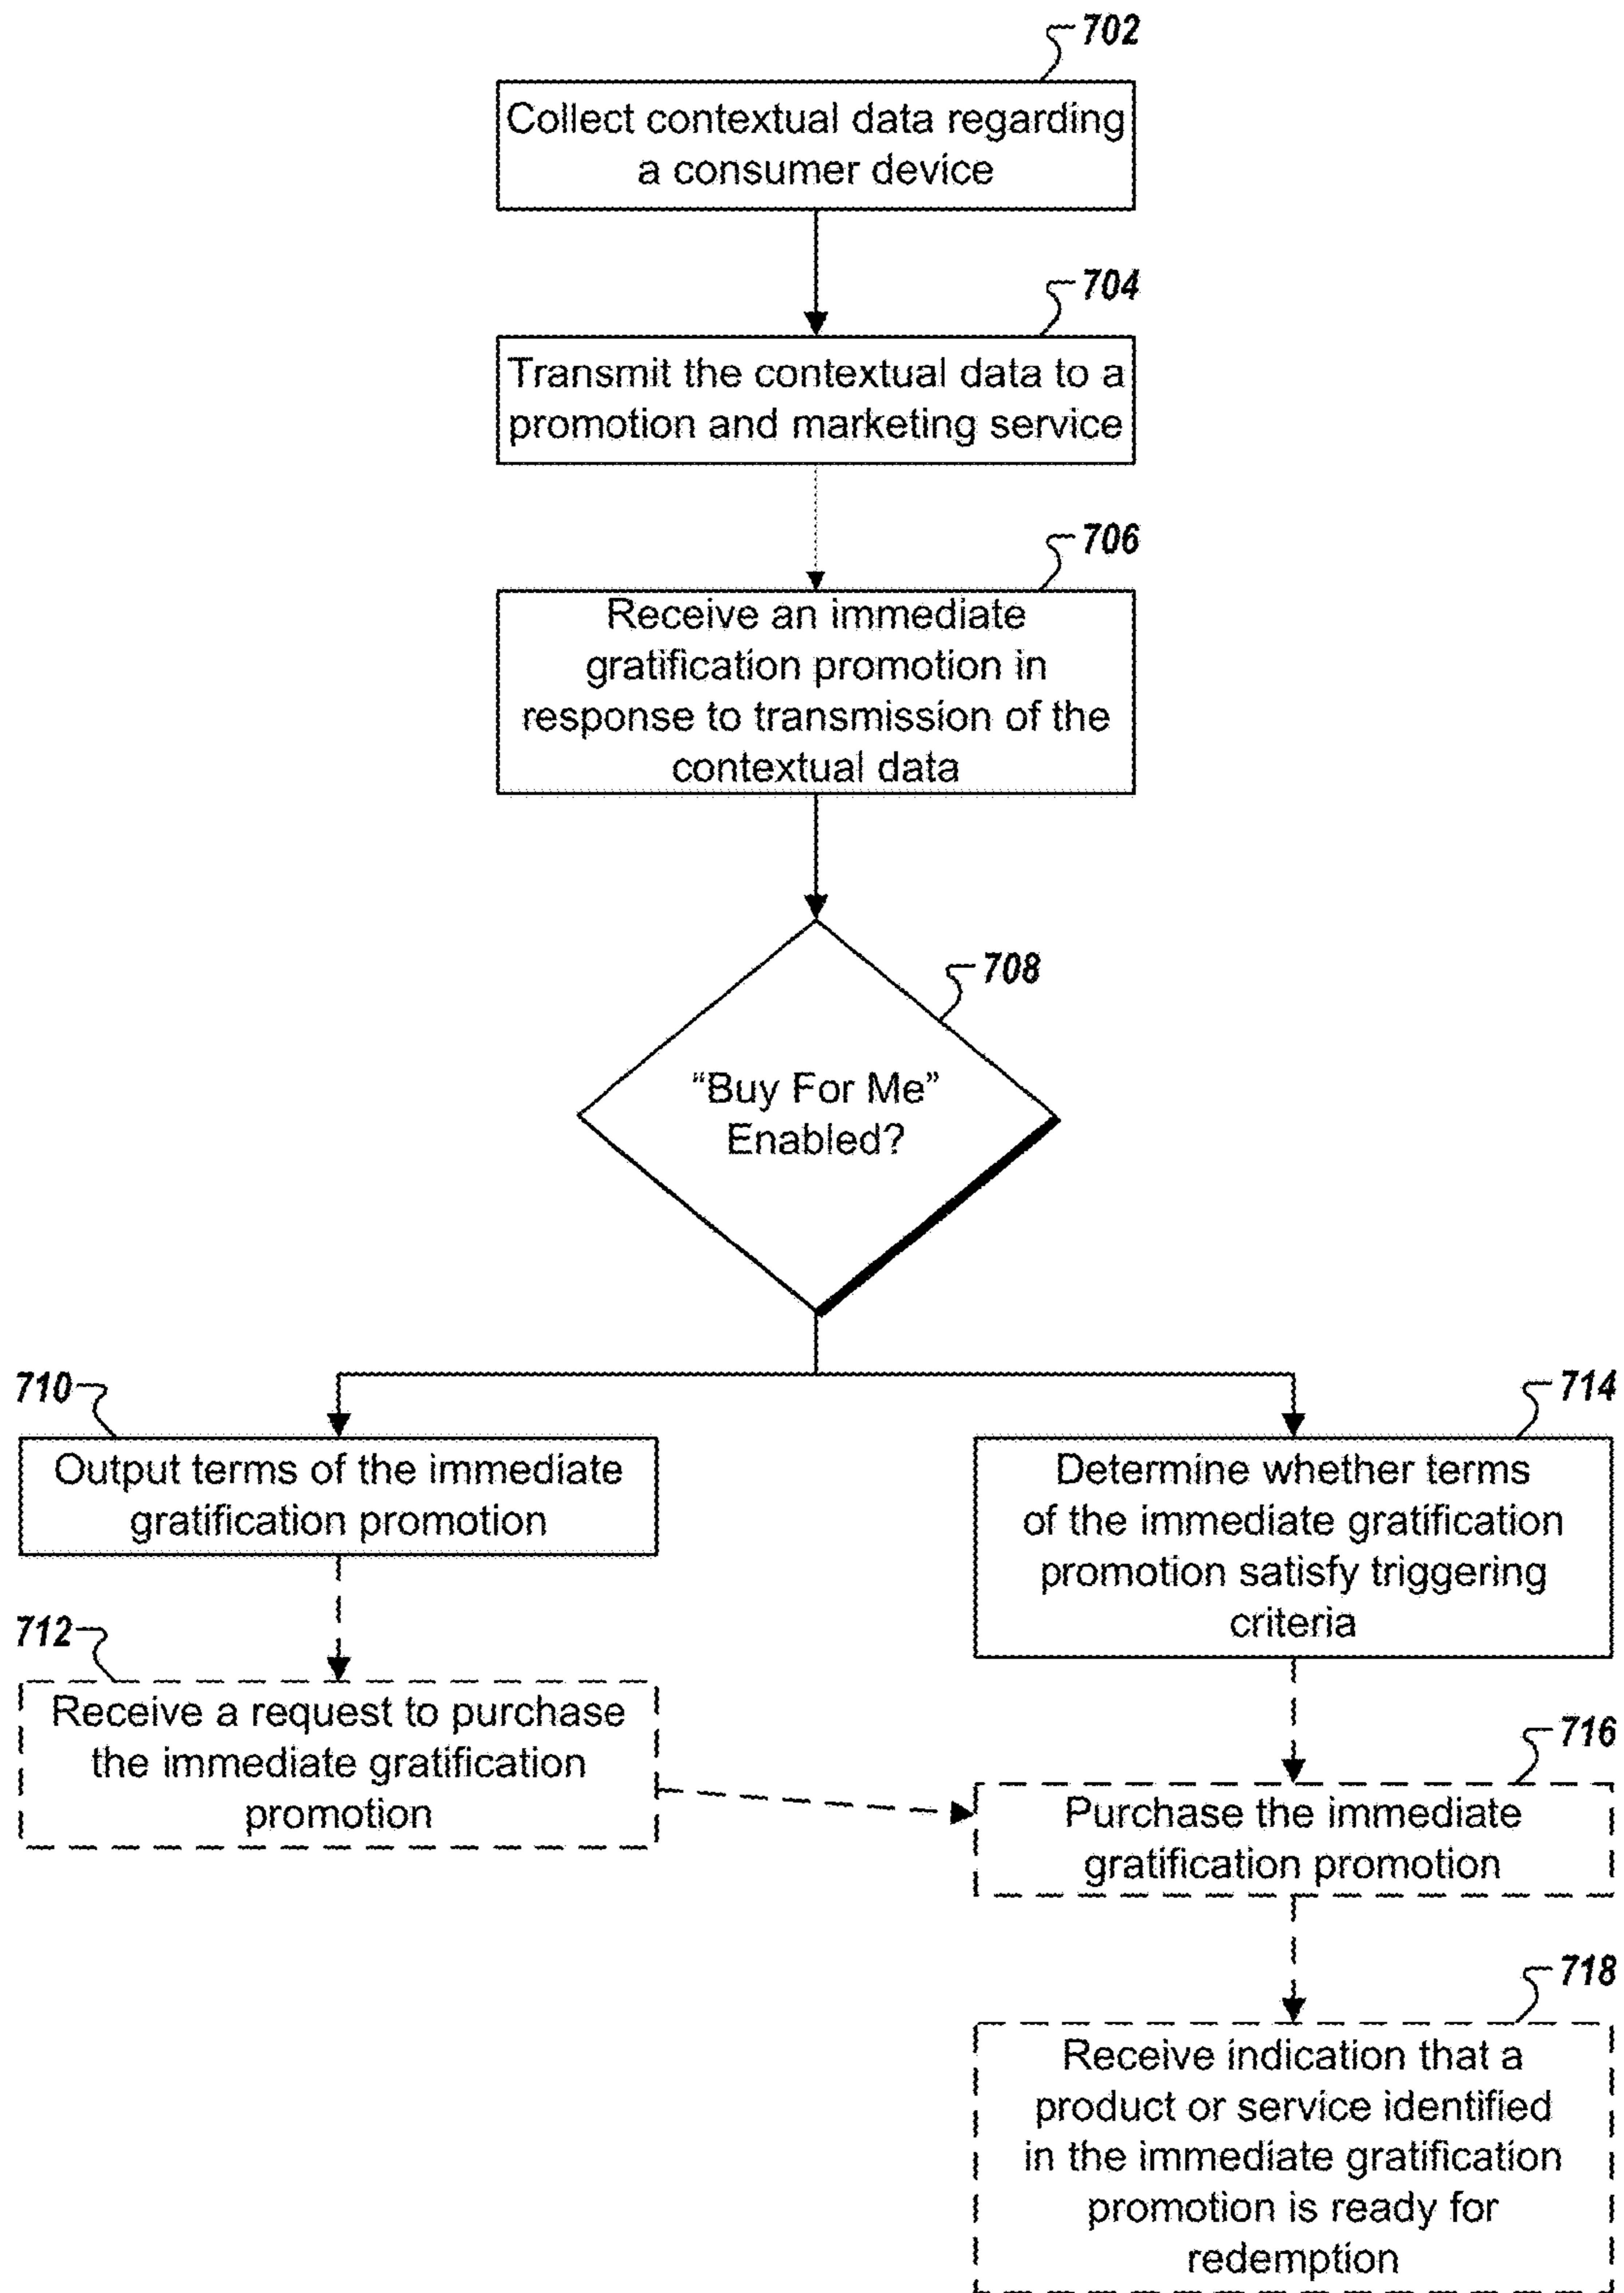 702
Collect contextual data regarding
a consumer device
704
Transmit the contextual data to a
promotion and marketing service
706
Receive an immediate
gratification promotion in
response to transmission of the
contextual data
708
“Buy For Me”
Enabled?
710
Output terms of the immediate
gratification promotion
712
Receive a request to purchase
the immediate gratification
promotion
714
Determine whether terms
of the immediate gratification
promotion satisfy triggering
criteria
716
Purchase the immediate
gratification promotion
718
Receive indication that a
product or service identified
in the immediate gratification
promotion is ready for
redemption